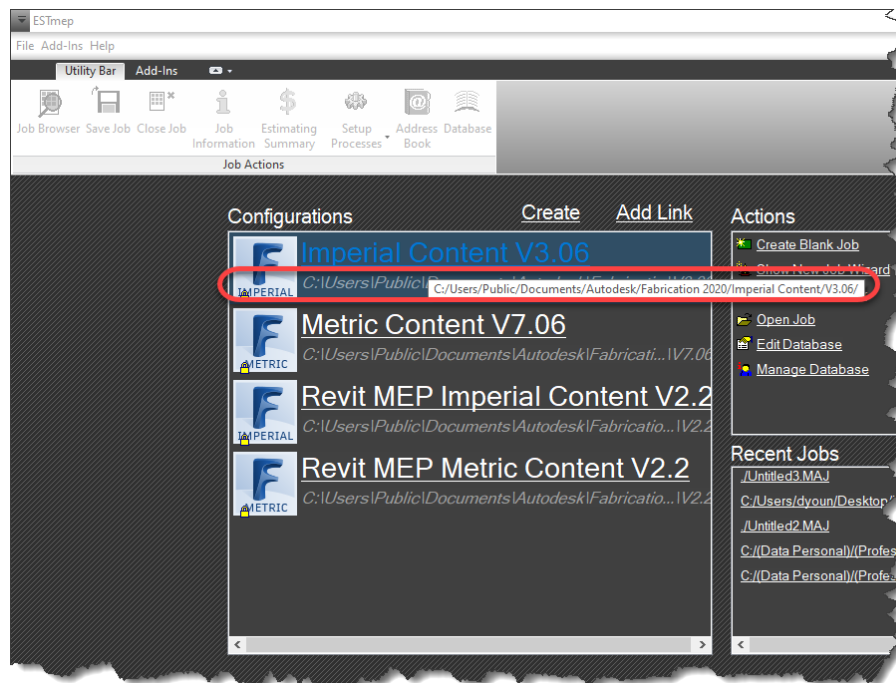 ESTmep
File Add-Ins Help
Utility Bar Add-Ins
Job Browser Save Job Close Job Job Information Estimating Summary Setup Processes Address Book Database
Job Actions
Configurations Create Add Link
Imperial Content V3.06
IMPERIAL
C:\Users\Public\
C:/Users/Public/Documents/Autodesk/Fabrication 2020/Imperial Content/V3.06/
Metric Content V7.06
C:\Users\Public\Documents\Autodesk\Fabricati...\V7.06
METRIC
Revit MEP Imperial Content V2.2
C:\Users\Public\Documents\Autodesk\Fabricatio...\V2.2
IMPERIAL
Revit MEP Metric Content V2.2
C:\Users\Public\Documents\Autodesk\Fabricatio...\V2.2
METRIC
Actions
Create Blank Job
Show New Job Wizard
Open Job
Edit Database
Manage Database
Recent Jobs
./Untitled3.MAJ
C:/Users/dyoun/Desktop/
./Untitled2.MAJ
C:/(Data Personal)/(Profes
C:/(Data Personal)/(Profe